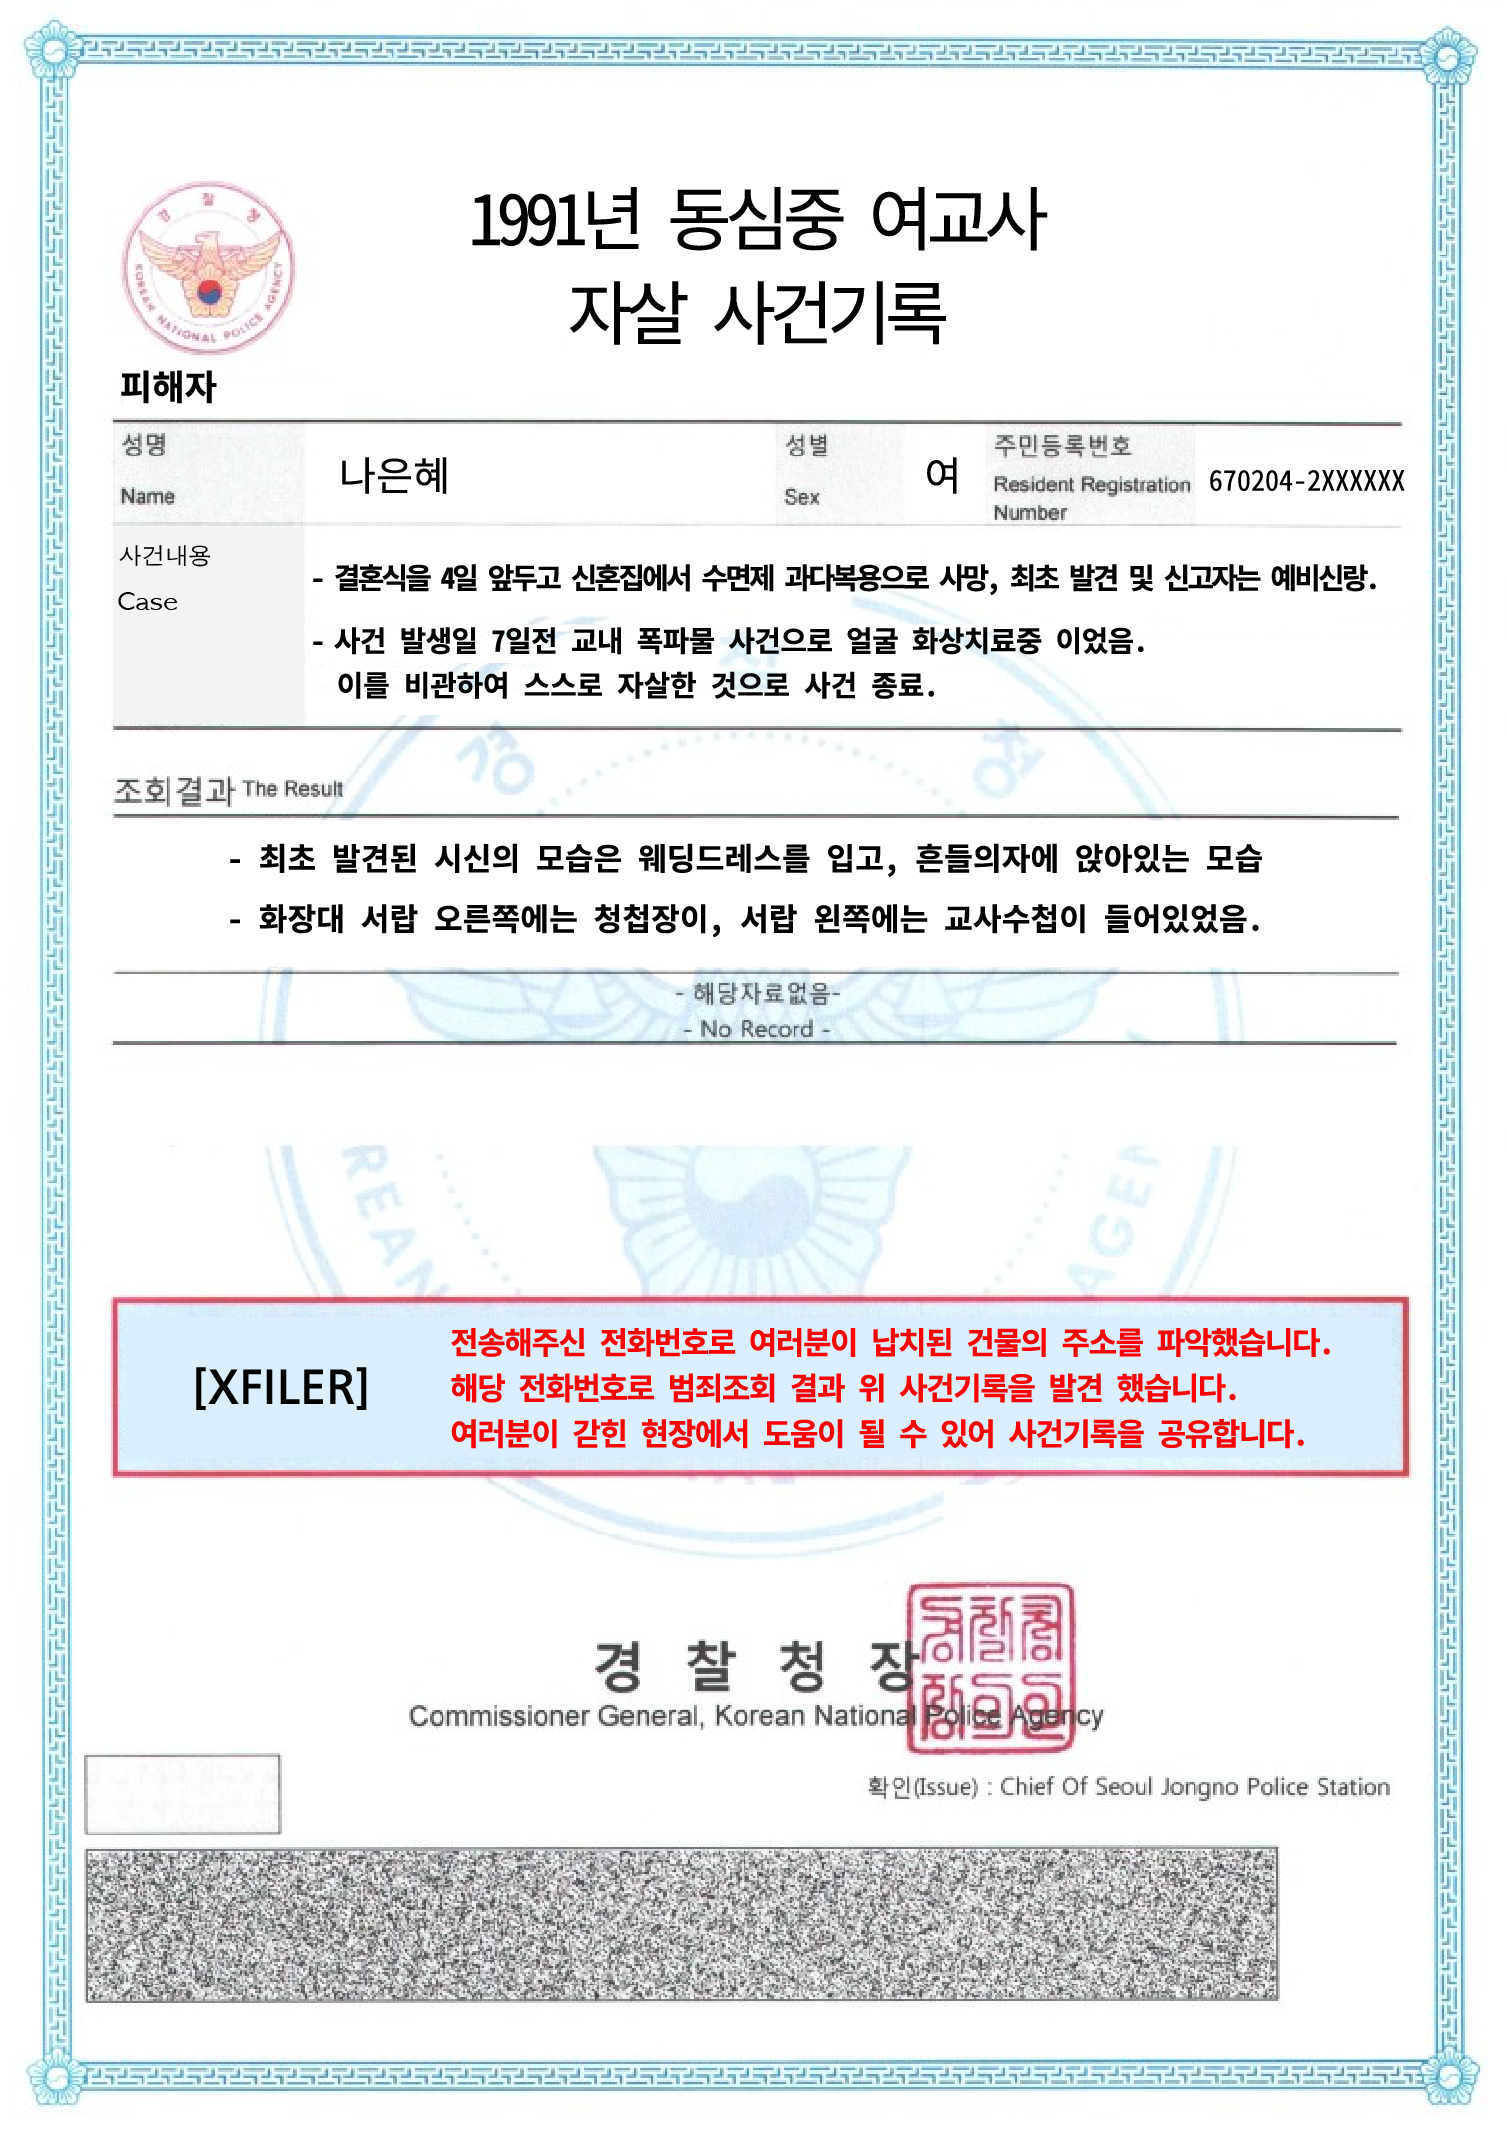 경찰청
KOREAN NATIONAL POLICE AGENCY
1991년 동심중 여교사
자살 사건기록
피해자
성명
Name
나은혜
성별
Sex
여
주민등록번호
Resident Registration
Number
670204-2XXXXXX
사건내용
Case
- 결혼식을 4일 앞두고 신혼집에서 수면제 과다복용으로 사망, 최초 발견 및 신고자는 예비신랑.
- 사건 발생일 7일전 교내 폭파물 사건으로 얼굴 화상치료중 이었음.
이를 비관하여 스스로 자살한 것으로 사건 종료.
경 청
조회결과 The Result
- 최초 발견된 시신의 모습은 웨딩드레스를 입고, 흔들의자에 앉아있는 모습
- 화장대 서랍 오른쪽에는 청첩장이, 서랍 왼쪽에는 교사수첩이 들어있었음.
- 해당자료없음-
- No Record -
REAN AGEN
[XFILER]
전송해주신 전화번호로 여러분이 납치된 건물의 주소를 파악했습니다.
해당 전화번호로 범죄조회 결과 위 사건기록을 발견 했습니다.
여러분이 갇힌 현장에서 도움이 될 수 있어 사건기록을 공유합니다.
경 찰 청 장
Commissioner General, Korean National Police Agency
확인(Issue) : Chief Of Seoul Jongno Police Station